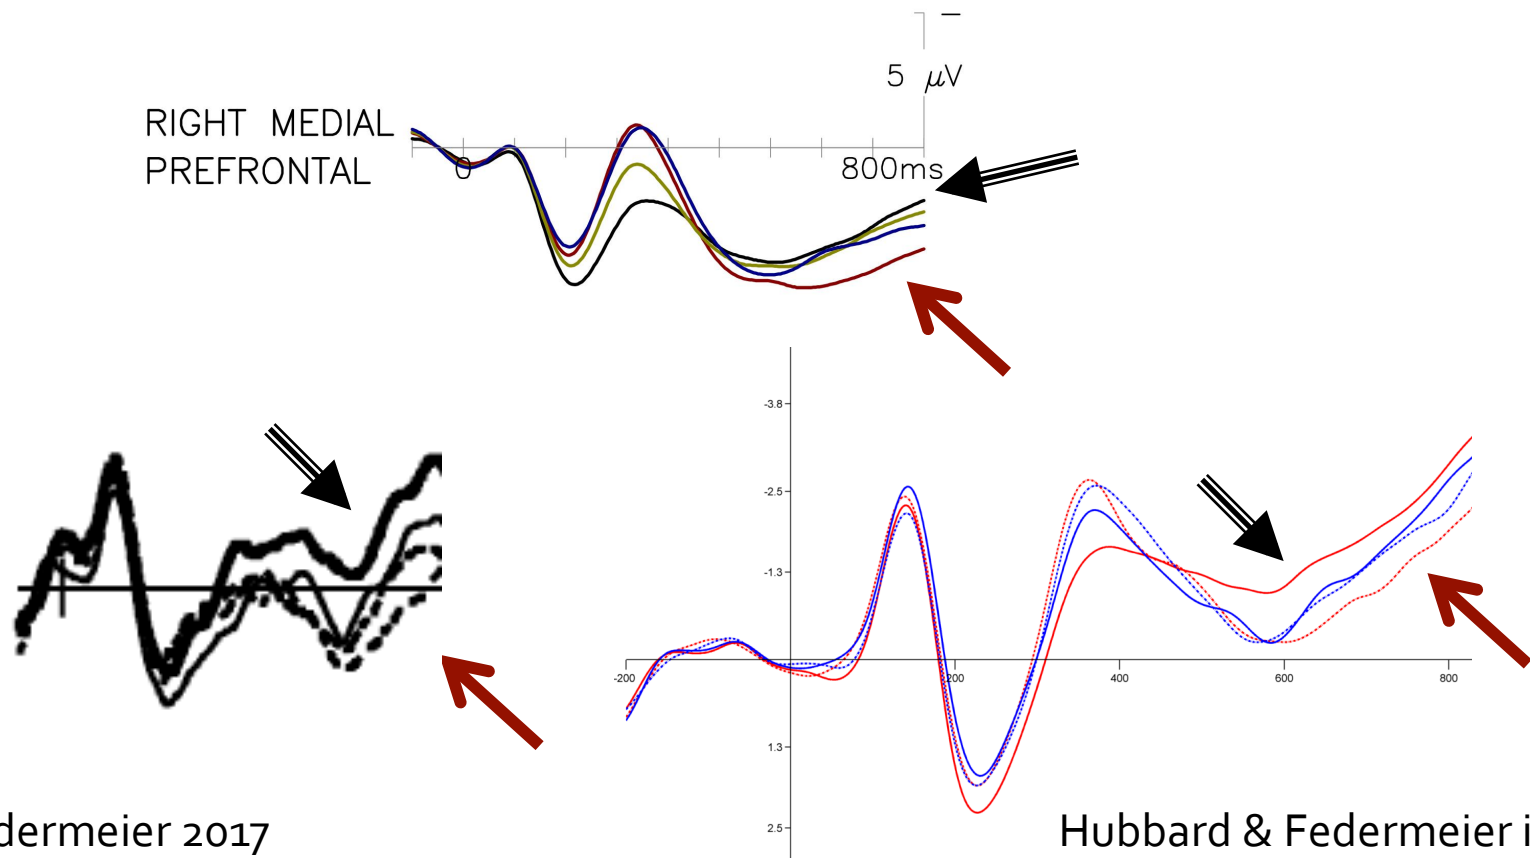 5 μV
RIGHT MEDIAL
PREFRONTAL
0
800ms
-3.8
-2.5
-1.3
-200
200
400
600
800
1.3
2.5
dermeier 2017
Hubbard & Federmeier i